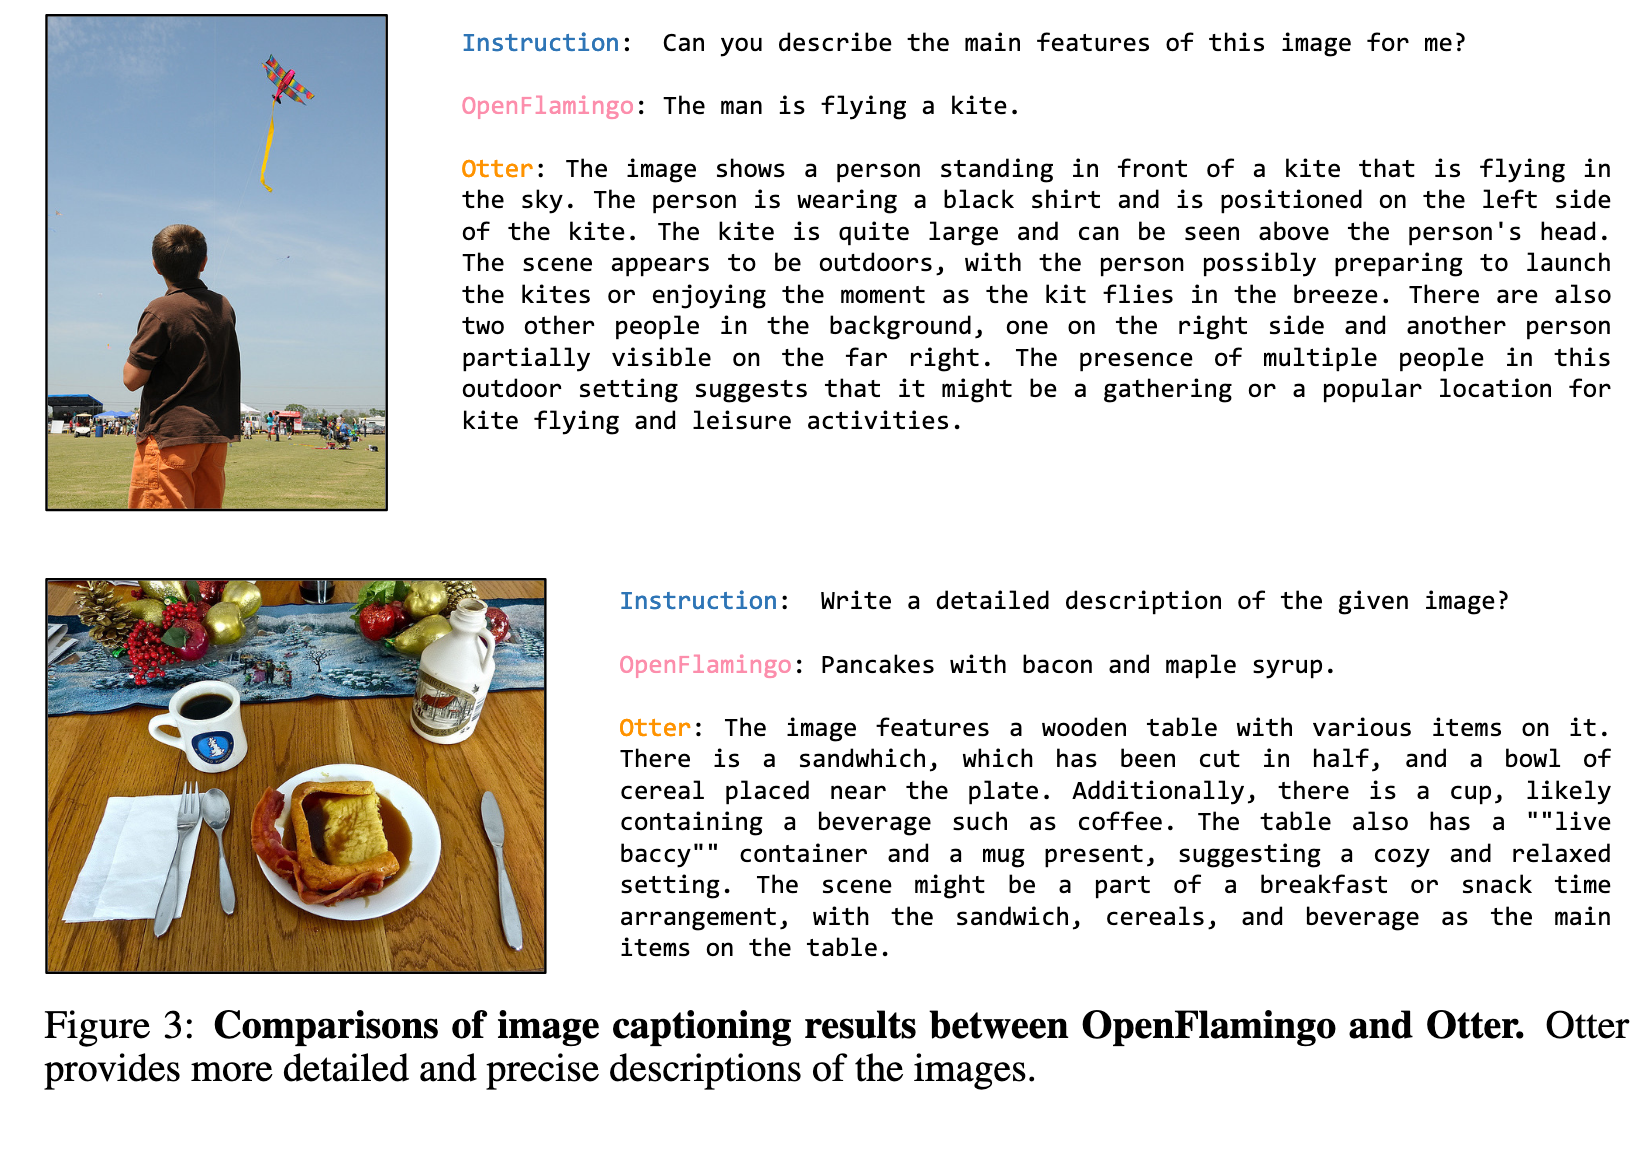 Instruction: Can you describe the main features of this image for me?
OpenFlamingo: The man is flying a kite.
Otter: The image shows a person standing in front of a kite that is flying in
the sky. The person is wearing a black shirt and is positioned on the left side
of the kite. The kite is quite large and can be seen above the person's head.
The scene appears to be outdoors, with the person possibly preparing to launch
the kites or enjoying the moment as the kit flies in the breeze. There are also
two other people in the background, one on the right side and another person
partially visible on the far right. The presence of multiple people in this
outdoor setting suggests that it might be a gathering or a popular location for
kite flying and leisure activities.
Instruction: Write a detailed description of the given image?
OpenFlamingo: Pancakes with bacon and maple syrup.
Otter: The image features a wooden table with various items on it.
There is a sandwhich, which has been cut in half, and a bowl of
cereal placed near the plate. Additionally, there is a cup, likely
containing a beverage such as coffee. The table also has a ""live
baccy"" container and a mug present, suggesting a cozy and relaxed
setting. The scene might be a part of a breakfast or snack time
arrangement, with the sandwich, cereals, and beverage as the main
items on the table.
Figure 3: Comparisons of image captioning results between OpenFlamingo and Otter. Otter
provides more detailed and precise descriptions of the images.